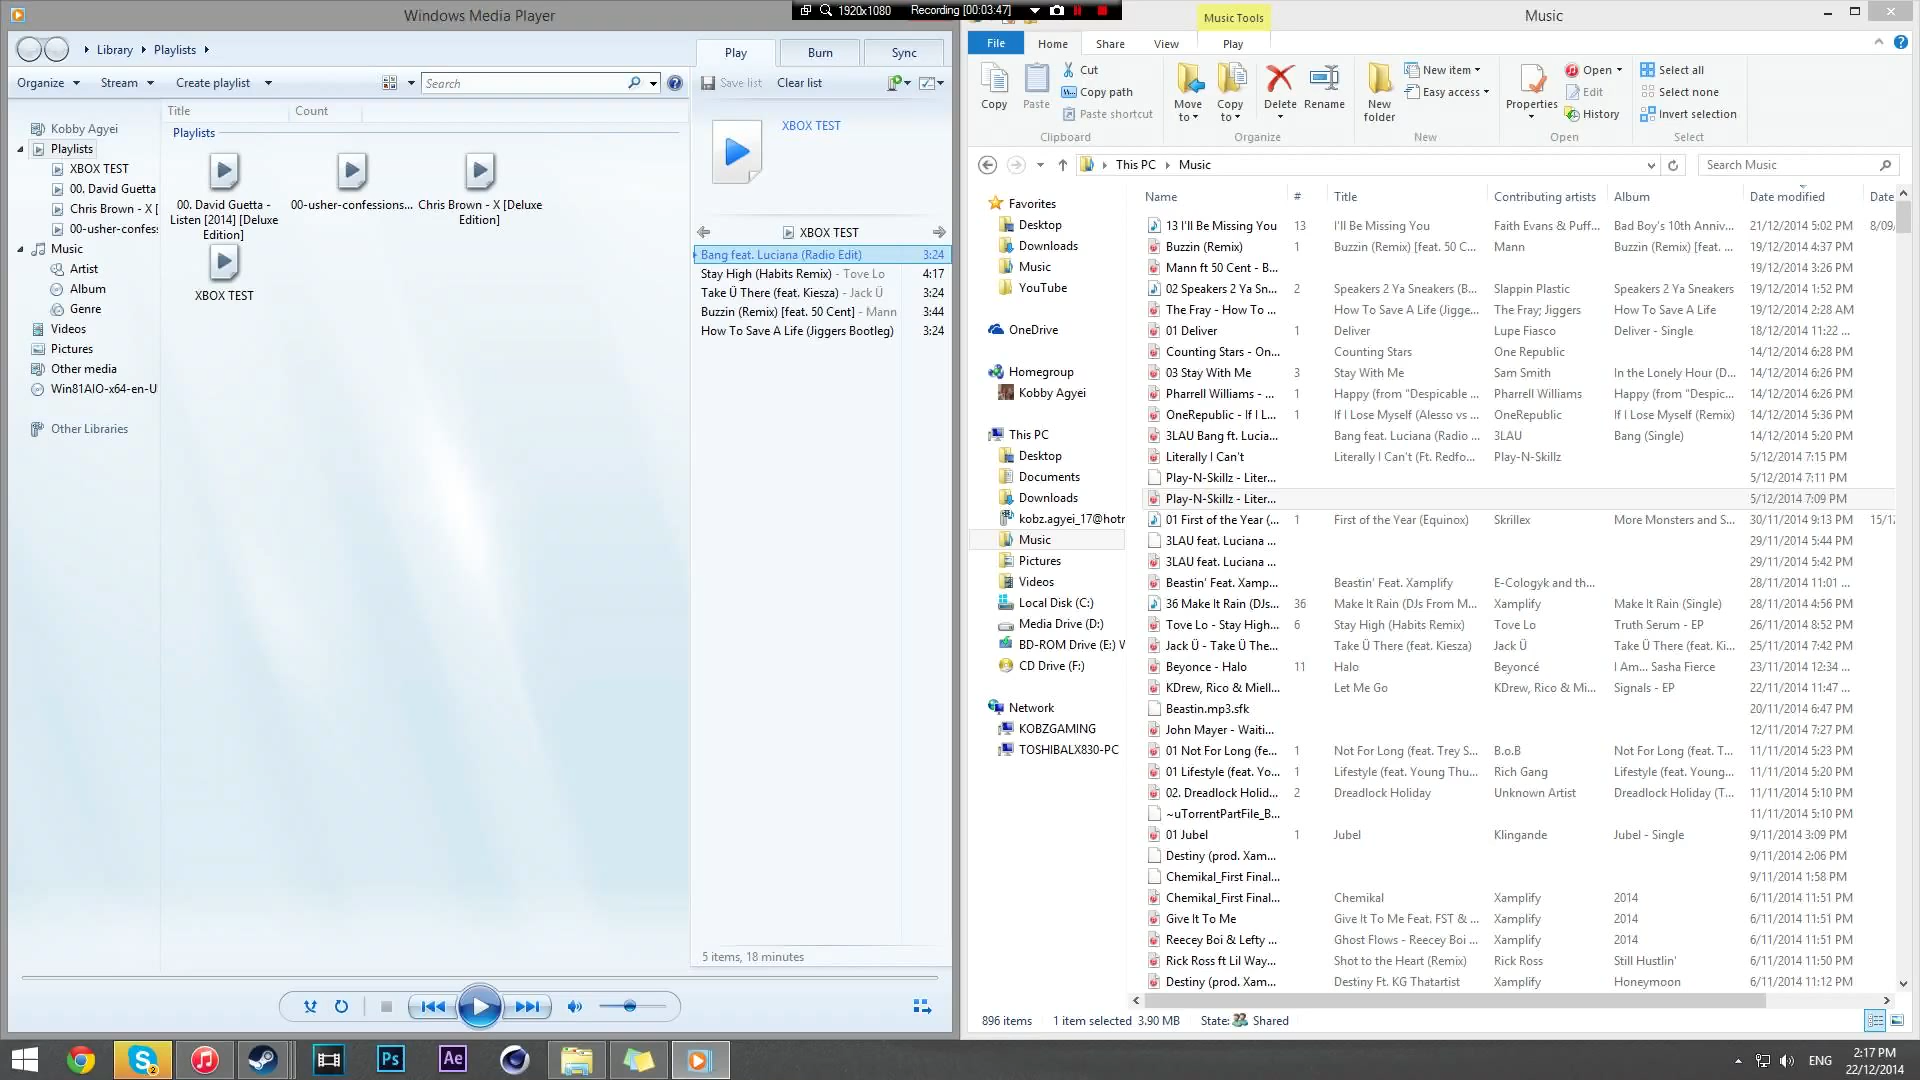 Windows Media Player
1920x1080
Recording [00:03:47]
Library
Playlists
Play
Burn
Sync
Organize
Stream
Create playlist
Search
Save list
Clear list
Title
Count
Kobby Agyei
Playlists
XBOX TEST
00. David Guetta
Chris Brown - X [
00-usher-confes
Music
Artist
Album
Genre
Videos
Pictures
Other media
Win81AIO-x64-en-U
Other Libraries
Playlists
00. David Guetta -
Listen [2014] [Deluxe
Edition]
00-usher-confessions...
Chris Brown - X [Deluxe
Edition]
XBOX TEST
XBOX TEST
XBOX TEST
Bang feat. Luciana (Radio Edit) 3:24
Stay High (Habits Remix) - Tove Lo 4:17
Take Ü There (feat. Kiesza) - Jack Ü 3:24
Buzzin (Remix) [feat. 50 Cent] - Mann 3:44
How To Save A Life (Jiggers Bootleg) 3:24
5 items, 18 minutes
Music Tools
Music
File
Home
Share
View
Play
Copy
Paste
Cut
Copy path
Paste shortcut
Clipboard
Move to
Copy to
Delete
Rename
Organize
New folder
New item
Easy access
New
Properties
Open
Edit
History
Open
Select all
Select none
Invert selection
Select
This PC
Music
Search Music
Favorites
Desktop
Downloads
Music
YouTube
OneDrive
Homegroup
Kobby Agyei
This PC
Desktop
Documents
Downloads
kobz.agyei_17@hotr
Music
Pictures
Videos
Local Disk (C:)
Media Drive (D:)
BD-ROM Drive (E:) W
CD Drive (F:)
Network
KOBZGAMING
TOSHIBALX830-PC
Name # Title Contributing artists Album Date modified Date
13 I'll Be Missing You 13 I'll Be Missing You Faith Evans & Puff... Bad Boy's 10th Anniv... 21/12/2014 5:02 PM 8/09
Buzzin (Remix) 1 Buzzin (Remix) [feat. 50 C... Mann Buzzin (Remix) [feat.... 19/12/2014 4:37 PM
Mann ft 50 Cent - B... 19/12/2014 3:26 PM
02 Speakers 2 Ya Sn... 2 Speakers 2 Ya Sneakers (B... Slappin Plastic Speakers 2 Ya Sneakers 19/12/2014 1:52 PM
The Fray - How To ... How To Save A Life (Jigge... The Fray; Jiggers How To Save A Life 19/12/2014 2:28 AM
01 Deliver 1 Deliver Lupe Fiasco Deliver - Single 18/12/2014 11:22 ...
Counting Stars - On... Counting Stars One Republic 14/12/2014 6:28 PM
03 Stay With Me 3 Stay With Me Sam Smith In the Lonely Hour (D... 14/12/2014 6:26 PM
Pharrell Williams - ... 1 Happy (from "Despicable ... Pharrell Williams Happy (from "Despic... 14/12/2014 6:26 PM
OneRepublic - If I L... 1 If I Lose Myself (Alesso vs ... OneRepublic If I Lose Myself (Remix) 14/12/2014 5:36 PM
3LAU Bang ft. Lucia... Bang feat. Luciana (Radio ... 3LAU Bang (Single) 14/12/2014 5:20 PM
Literally I Can't Literally I Can't (Ft. Redfo... Play-N-Skillz 5/12/2014 7:15 PM
Play-N-Skillz - Liter... 5/12/2014 7:11 PM
Play-N-Skillz - Liter... 5/12/2014 7:09 PM
01 First of the Year (... 1 First of the Year (Equinox) Skrillex More Monsters and S... 30/11/2014 9:13 PM 15/12
3LAU feat. Luciana ... 29/11/2014 5:44 PM
3LAU feat. Luciana ... 29/11/2014 5:42 PM
Beastin' Feat. Xamp... Beastin' Feat. Xamplify E-Cologyk and th... 28/11/2014 11:01 ...
36 Make It Rain (DJs... 36 Make It Rain (DJs From M... Xamplify Make It Rain (Single) 28/11/2014 4:56 PM
Tove Lo - Stay High... 6 Stay High (Habits Remix) Tove Lo Truth Serum - EP 26/11/2014 8:52 PM
Jack Ü - Take Ü The... Take Ü There (feat. Kiesza) Jack Ü Take Ü There (feat. Ki... 25/11/2014 7:42 PM
Beyonce - Halo 11 Halo Beyoncé I Am... Sasha Fierce 23/11/2014 12:34 ...
KDrew, Rico & Miell... Let Me Go KDrew, Rico & Mi... Signals - EP 22/11/2014 11:47 ...
Beastin.mp3.sfk 20/11/2014 6:47 PM
John Mayer - Waiti... 12/11/2014 7:27 PM
01 Not For Long (fe... 1 Not For Long (feat. Trey S... B.o.B Not For Long (feat. T... 11/11/2014 5:23 PM
01 Lifestyle (feat. Yo... 1 Lifestyle (feat. Young Thu... Rich Gang Lifestyle (feat. Young... 11/11/2014 5:20 PM
02. Dreadlock Holid... 2 Dreadlock Holiday Unknown Artist Dreadlock Holiday (T... 11/11/2014 5:10 PM
~uTorrentPartFile_B... 11/11/2014 5:10 PM
01 Jubel 1 Jubel Klingande Jubel - Single 9/11/2014 3:09 PM
Destiny (prod. Xam... 9/11/2014 2:06 PM
Chemikal_First Final... 9/11/2014 1:58 PM
Chemikal_First Final... Chemikal Xamplify 2014 6/11/2014 11:51 PM
Give It To Me Give It To Me Feat. FST & ... Xamplify 2014 6/11/2014 11:51 PM
Reecey Boi & Lefty ... Ghost Flows - Reecey Boi ... Xamplify 2014 6/11/2014 11:51 PM
Rick Ross ft Lil Way... Shot to the Heart (Remix) Rick Ross Still Hustlin' 6/11/2014 11:50 PM
Destiny (prod. Xam... Destiny Ft. KG Thatartist Xamplify Honeymoon 6/11/2014 11:12 PM
896 items 1 item selected 3.90 MB State: Shared
2
Ps
Ae
ENG
2:17 PM
22/12/2014